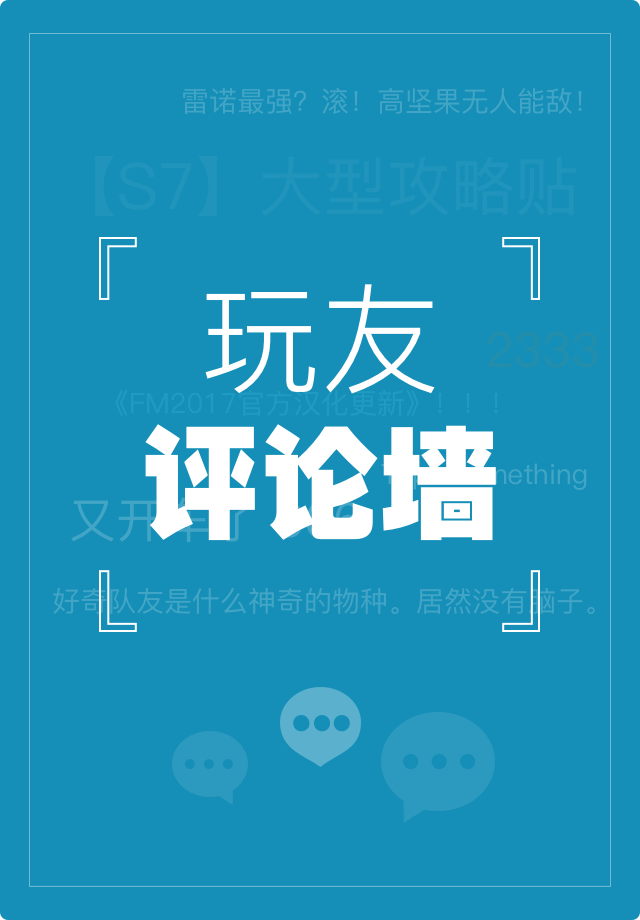 雷诺最强？滚！高坚果无人能敌！
【S7】大型攻略贴
玩友
2333
《FM2017官方汉化更新》！！！
评论墙
nething
又开车了
好奇队友是什么神奇的物种。居然没有脑子。